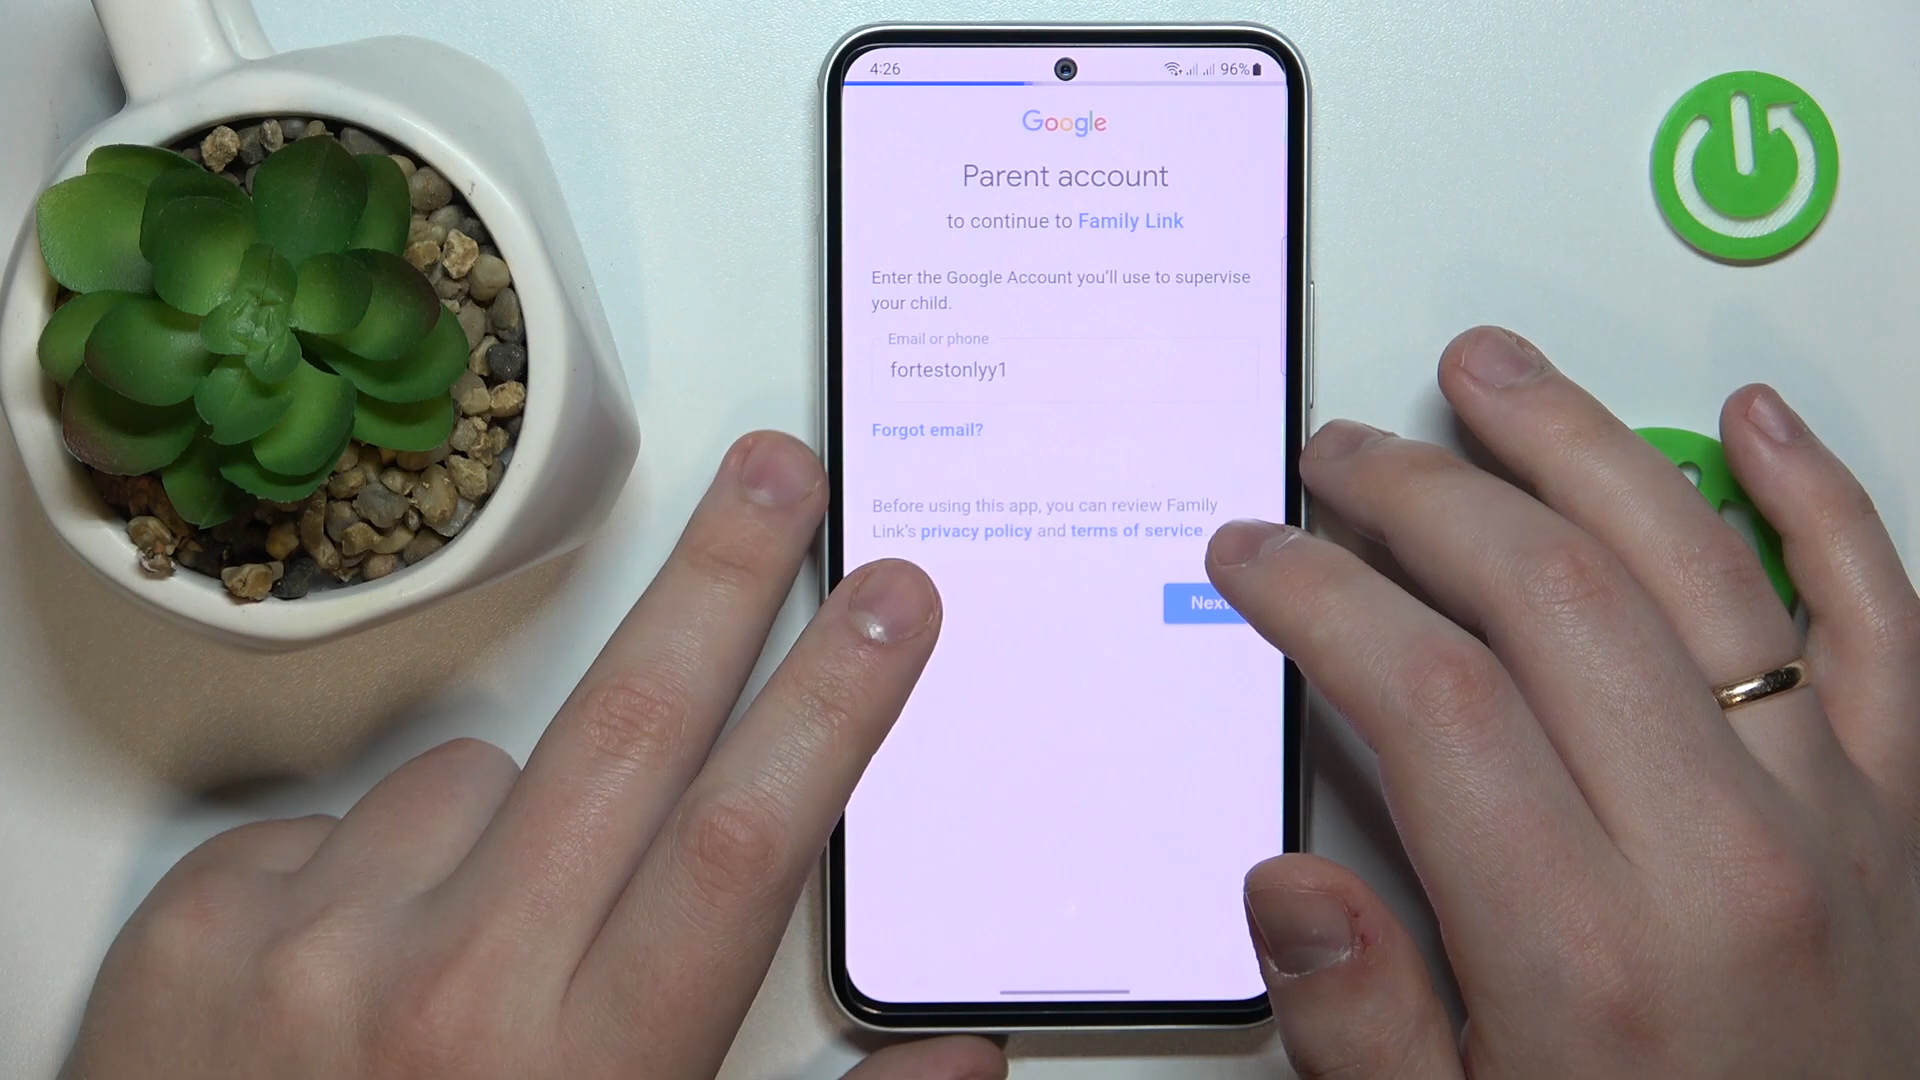 4:26
96%
Google
Parent account
to continue to Family Link
Enter the Google Account you'll use to supervise
your child.
Email or phone
fortestonlyy1
Forgot email?
Before using this app, you can review Family
Link's privacy policy and terms of service.
Next